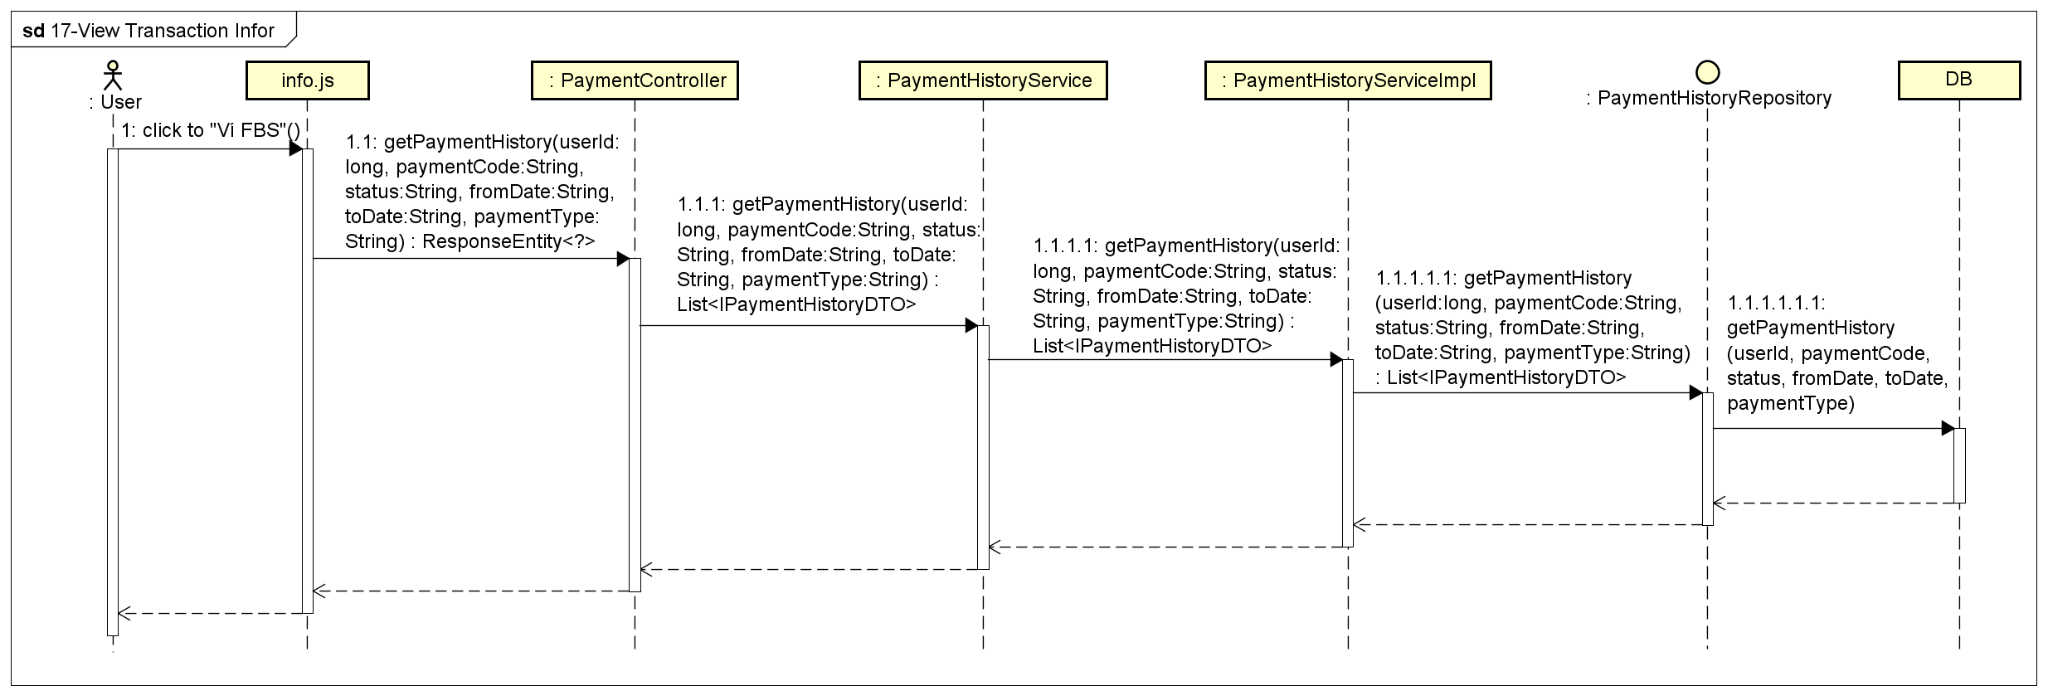 sd 17-View Transaction Infor
: User
info.js
: PaymentController
: PaymentHistoryService
: PaymentHistoryServiceImpl
: PaymentHistoryRepository
DB
1: click to "Ví FBS"()
1.1: getPaymentHistory(userId:
long, paymentCode:String,
status:String, fromDate:String,
toDate:String, paymentType:
String) : ResponseEntity<?>
1.1.1: getPaymentHistory(userId:
long, paymentCode:String, status:
String, fromDate:String, toDate:
String, paymentType:String) :
List<IPaymentHistoryDTO>
1.1.1.1: getPaymentHistory(userId:
long, paymentCode:String, status:
String, fromDate:String, toDate:
String, paymentType:String) :
List<IPaymentHistoryDTO>
1.1.1.1.1: getPaymentHistory
(userId:long, paymentCode:String,
status:String, fromDate:String,
toDate:String, paymentType:String)
: List<IPaymentHistoryDTO>
1.1.1.1.1.1:
getPaymentHistory
(userId, paymentCode,
status, fromDate, toDate,
paymentType)